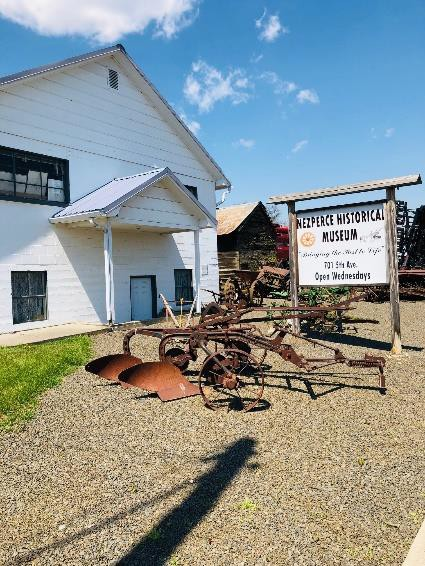 NEZPERCE HISTORICAL
MUSEUM
"Bringing the Past to Life"
701 5th Ave.
Open Wednesdays